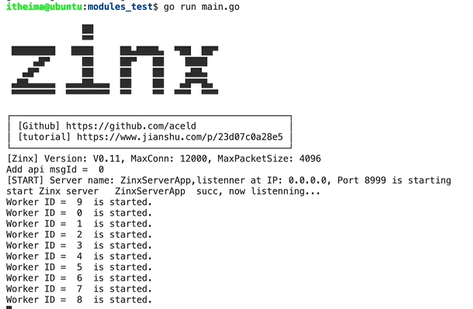 itheima@ubuntu:modules_test$ go run main.go
zinx
[Github] https://github.com/aceld
[tutorial] https://www.jianshu.com/p/23d07c0a28e5
[Zinx] Version: V0.11, MaxConn: 12000, MaxPacketSize: 4096
Add api msgId =  0
[START] Server name: ZinxServerApp,listenner at IP: 0.0.0.0, Port 8999 is starting
start Zinx server   ZinxServerApp  succ, now listenning...
Worker ID =  9  is started.
Worker ID =  0  is started.
Worker ID =  1  is started.
Worker ID =  2  is started.
Worker ID =  3  is started.
Worker ID =  4  is started.
Worker ID =  5  is started.
Worker ID =  6  is started.
Worker ID =  7  is started.
Worker ID =  8  is started.